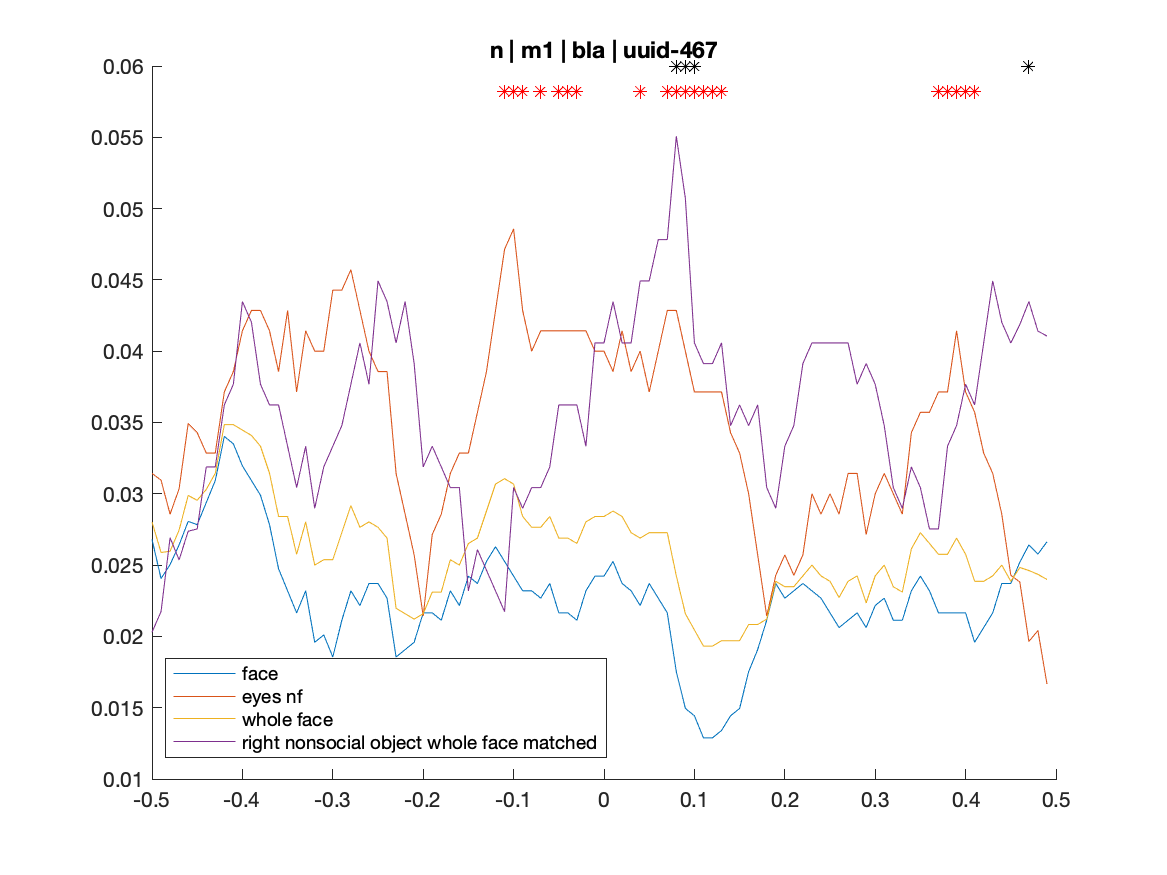 n | m1 | bla | uuid-467
0.06
0.055
0.05
0.045
0.04
0.035
0.03
0.025
0.02
0.015
0.01
face
eyes nf
whole face
right nonsocial object whole face matched
-0.5 -0.4 -0.3 -0.2 -0.1 0 0.1 0.2 0.3 0.4 0.5